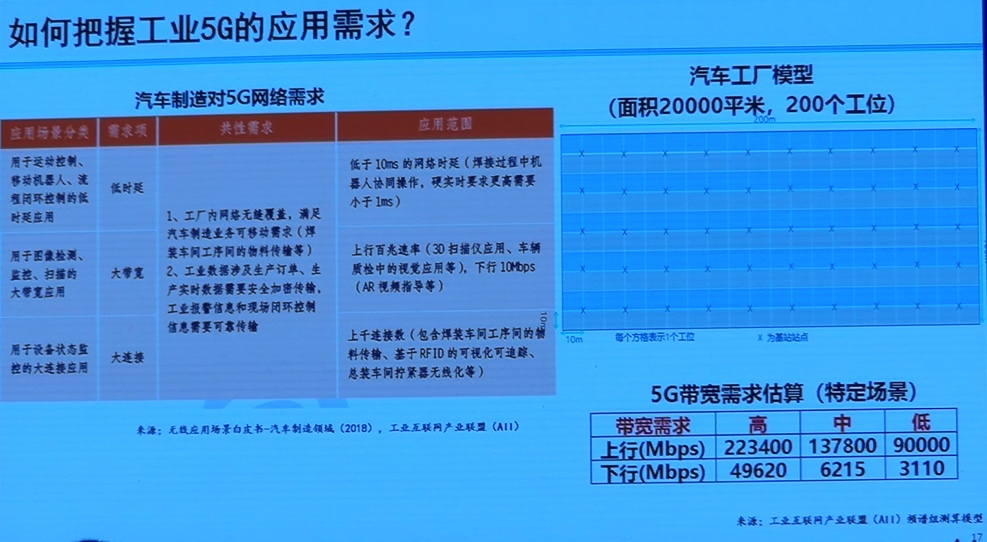 如何把握工业5G的应用需求？
汽车制造对5G网络需求
应用场景分类 需求项 共性需求 应用范围
用于运动控制、
移动机器人、流
程闭环控制的低
时延应用
低时延
低于10ms的网络时延（焊接过程中机
器人协同操作，硬实时要求更高需要
小于1ms）
1、工厂内网络无缝覆盖，满足
汽车制造业务可移动需求（焊
装车间工序间的物料传输等）
2、工业数据涉及生产订单、生
产实时数据需要安全加密传输，
工业报警信息和现场闭环控制
信息需要可靠传输
用于图像检测、
监控、扫描的
大带宽应用
大带宽
上行百兆速率（3D扫描仪应用、车辆
质检中的视觉应用等），下行10Mbps
（AR视频指导等）
用于设备状态监
控的大连接应用
大连接
上千连接数（包含焊装车间工序间的物
料传输、基于RFID的可视化可追踪、
总装车间拧紧器无线化等）
来源：无线应用场景白皮书-汽车制造领域（2018），工业互联网产业联盟（AII）
汽车工厂模型
（面积20000平米，200个工位）
200m
10m
10m
每个方格表示1个工位 X 为基站站点
5G带宽需求估算（特定场景）
带宽需求 高 中 低
上行(Mbps) 223400 137800 90000
下行(Mbps) 49620 6215 3110
来源：工业互联网产业联盟（AII）频谱组测算模型
17